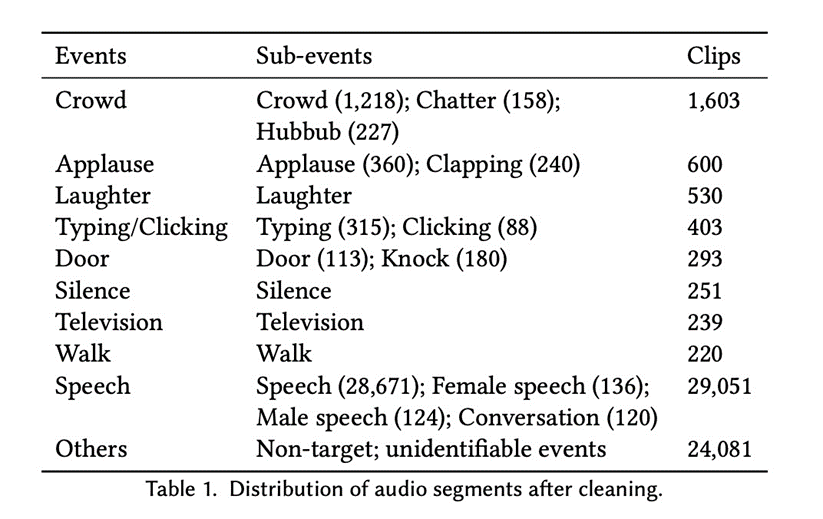 Events Sub-events Clips
Crowd Crowd (1,218); Chatter (158); 1,603
Hubbub (227)
Applause Applause (360); Clapping (240) 600
Laughter Laughter 530
Typing/Clicking Typing (315); Clicking (88) 403
Door Door (113); Knock (180) 293
Silence Silence 251
Television Television 239
Walk Walk 220
Speech Speech (28,671); Female speech (136); 29,051
Male speech (124); Conversation (120)
Others Non-target; unidentifiable events 24,081
Table 1. Distribution of audio segments after cleaning.